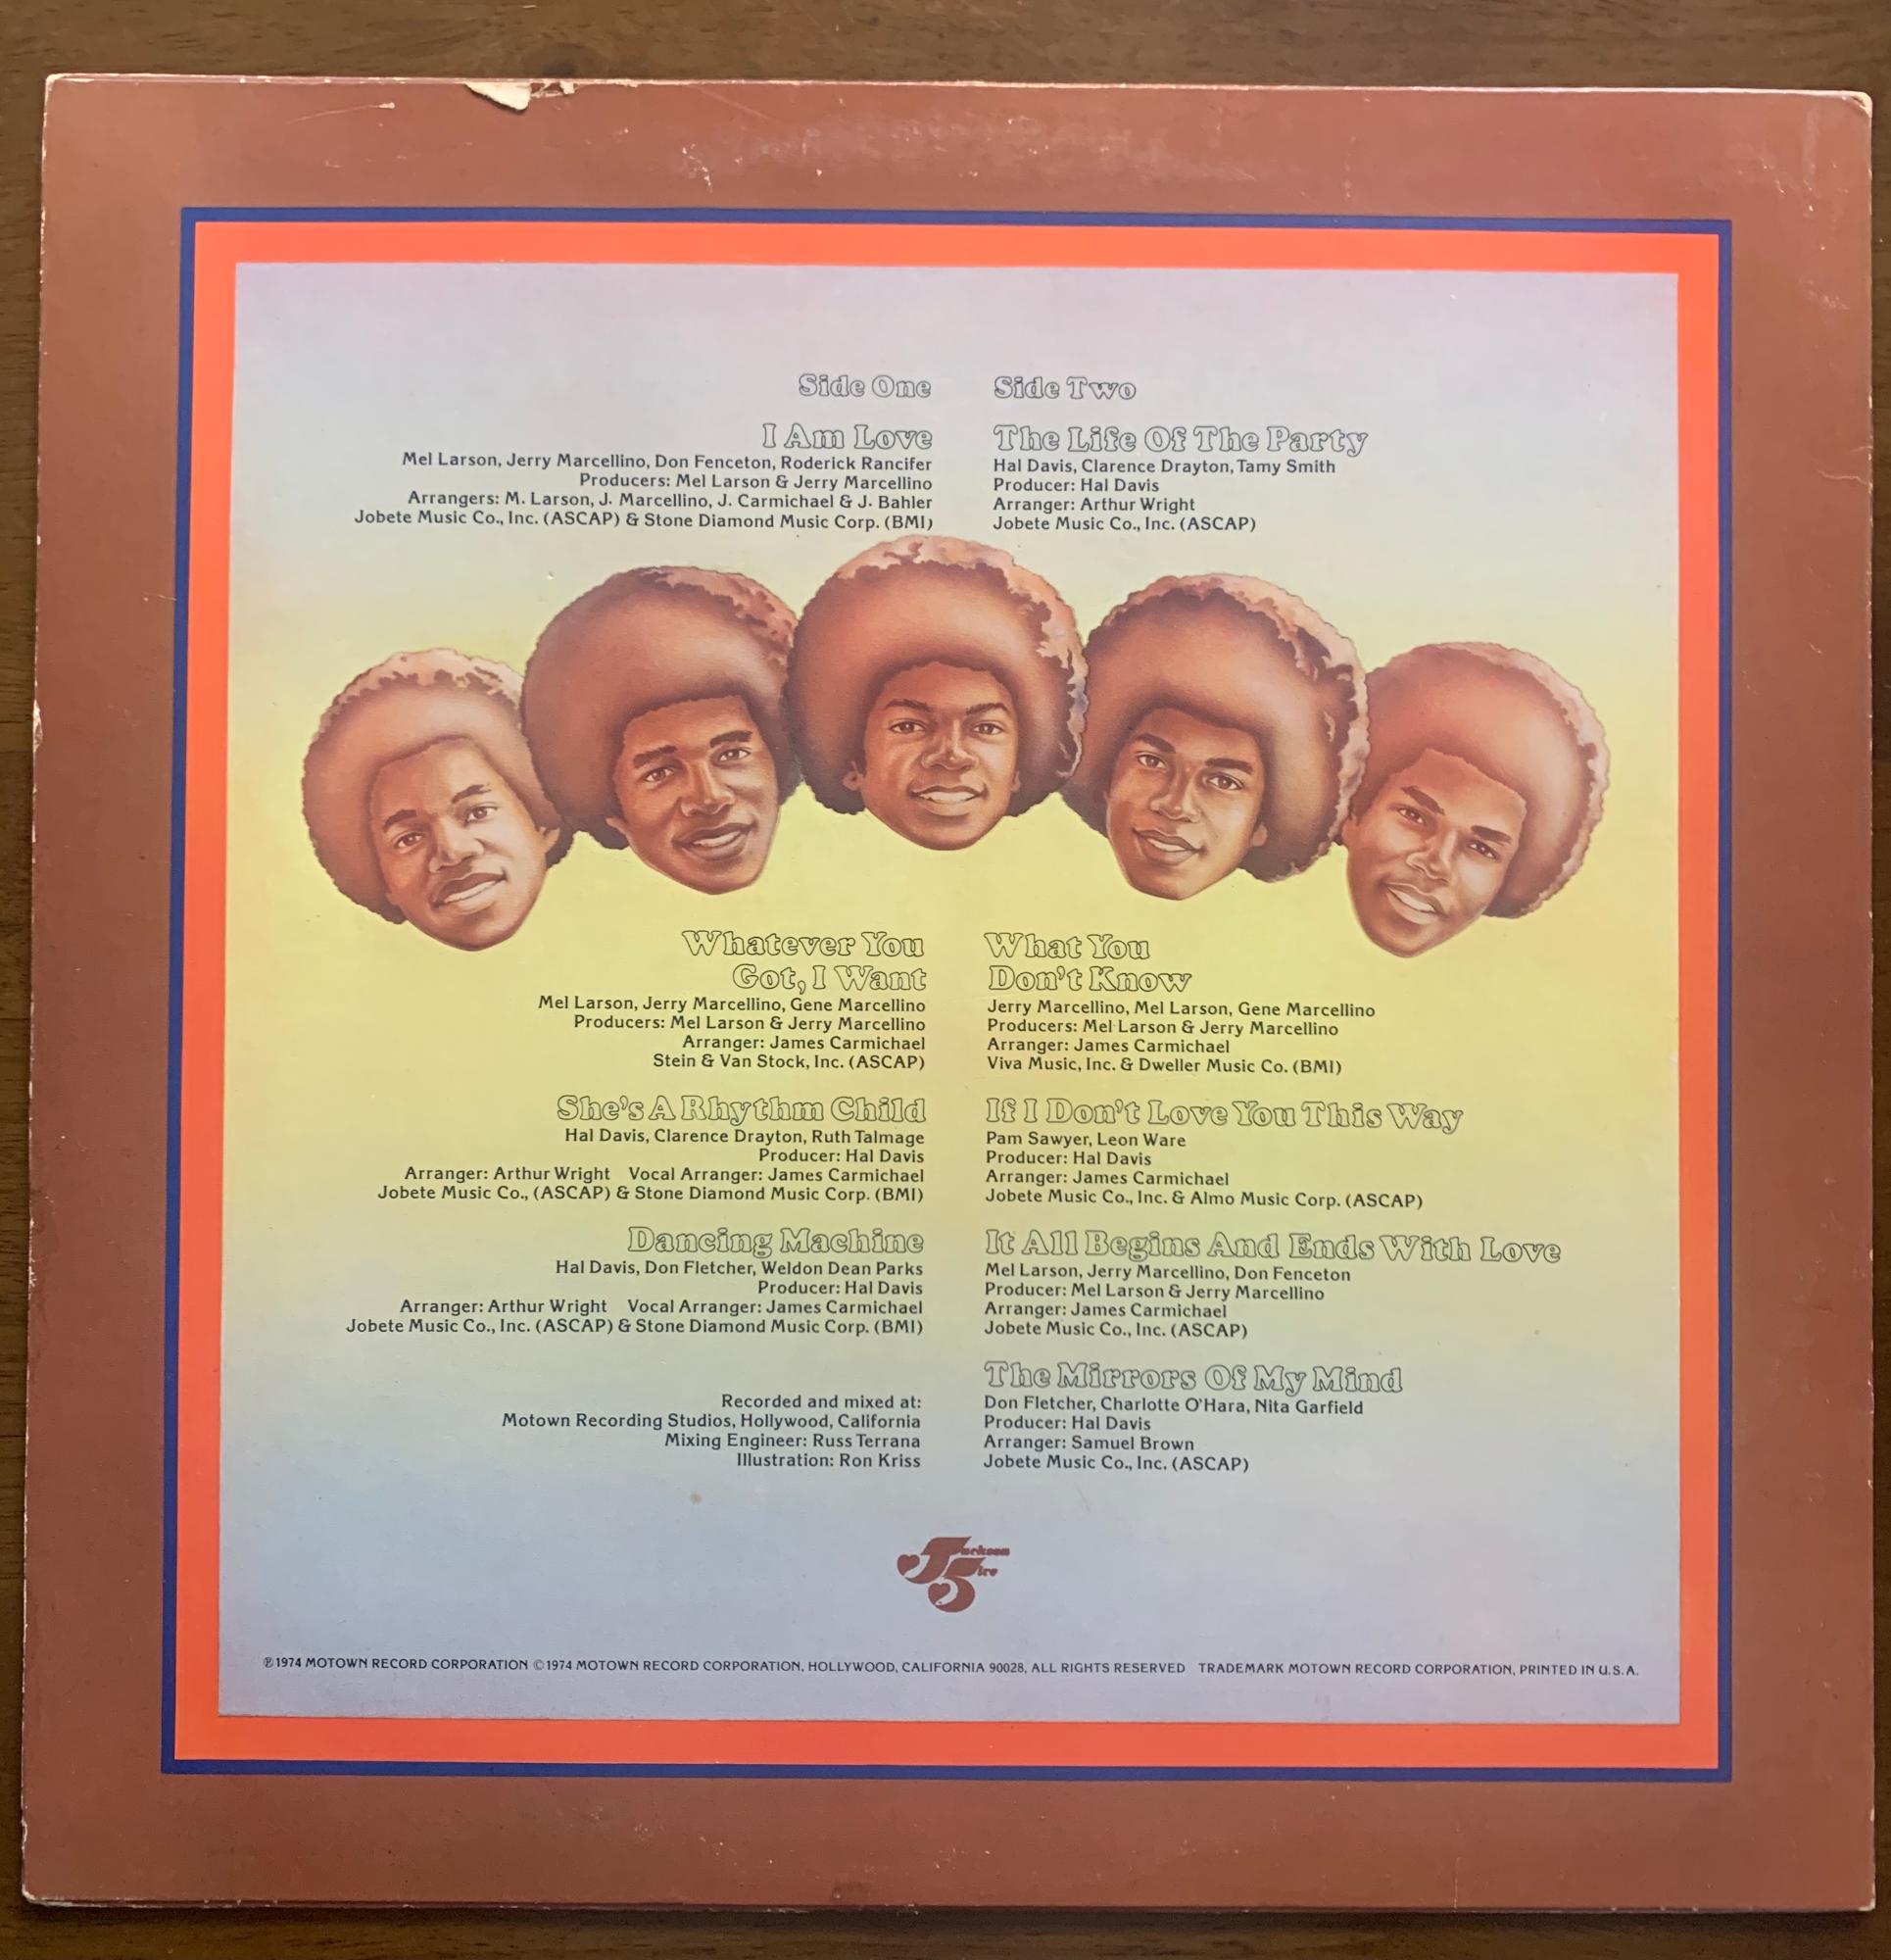 Side One
I Am Love
Mel Larson, Jerry Marcellino, Don Fenceton, Roderick Rancifer
Producers: Mel Larson & Jerry Marcellino
Arrangers: M. Larson, J. Marcellino, J. Carmichael & J. Bahler
Jobete Music Co., Inc. (ASCAP) & Stone Diamond Music Corp. (BMI)
Whatever You
Got, I Want
Mel Larson, Jerry Marcellino, Gene Marcellino
Producers: Mel Larson & Jerry Marcellino
Arranger: James Carmichael
Stein & Van Stock, Inc. (ASCAP)
She's A Rhythm Child
Hal Davis, Clarence Drayton, Ruth Talmage
Producer: Hal Davis
Arranger: Arthur Wright Vocal Arranger: James Carmichael
Jobete Music Co., (ASCAP) & Stone Diamond Music Corp. (BMI)
Dancing Machine
Hal Davis, Don Fletcher, Weldon Dean Parks
Producer: Hal Davis
Arranger: Arthur Wright Vocal Arranger: James Carmichael
Jobete Music Co., Inc. (ASCAP) & Stone Diamond Music Corp. (BMI)
Recorded and mixed at:
Motown Recording Studios, Hollywood, California
Mixing Engineer: Russ Terrana
Illustration: Ron Kriss
Side Two
The Life Of The Party
Hal Davis, Clarence Drayton, Tamy Smith
Producer: Hal Davis
Arranger: Arthur Wright
Jobete Music Co., Inc. (ASCAP)
What You
Don't Know
Jerry Marcellino, Mel Larson, Gene Marcellino
Producers: Mel Larson & Jerry Marcellino
Arranger: James Carmichael
Viva Music, Inc. & Dweller Music Co. (BMI)
If I Don't Love You This Way
Pam Sawyer, Leon Ware
Producer: Hal Davis
Arranger: James Carmichael
Jobete Music Co., Inc. & Almo Music Corp. (ASCAP)
It All Begins And Ends With Love
Mel Larson, Jerry Marcellino, Don Fenceton
Producer: Mel Larson & Jerry Marcellino
Arranger: James Carmichael
Jobete Music Co., Inc. (ASCAP)
The Mirrors Of My Mind
Don Fletcher, Charlotte O'Hara, Nita Garfield
Producer: Hal Davis
Arranger: Samuel Brown
Jobete Music Co., Inc. (ASCAP)
Jackson
5ive
℗ 1974 MOTOWN RECORD CORPORATION © 1974 MOTOWN RECORD CORPORATION, HOLLYWOOD, CALIFORNIA 90028, ALL RIGHTS RESERVED TRADEMARK MOTOWN RECORD CORPORATION, PRINTED IN U.S.A.